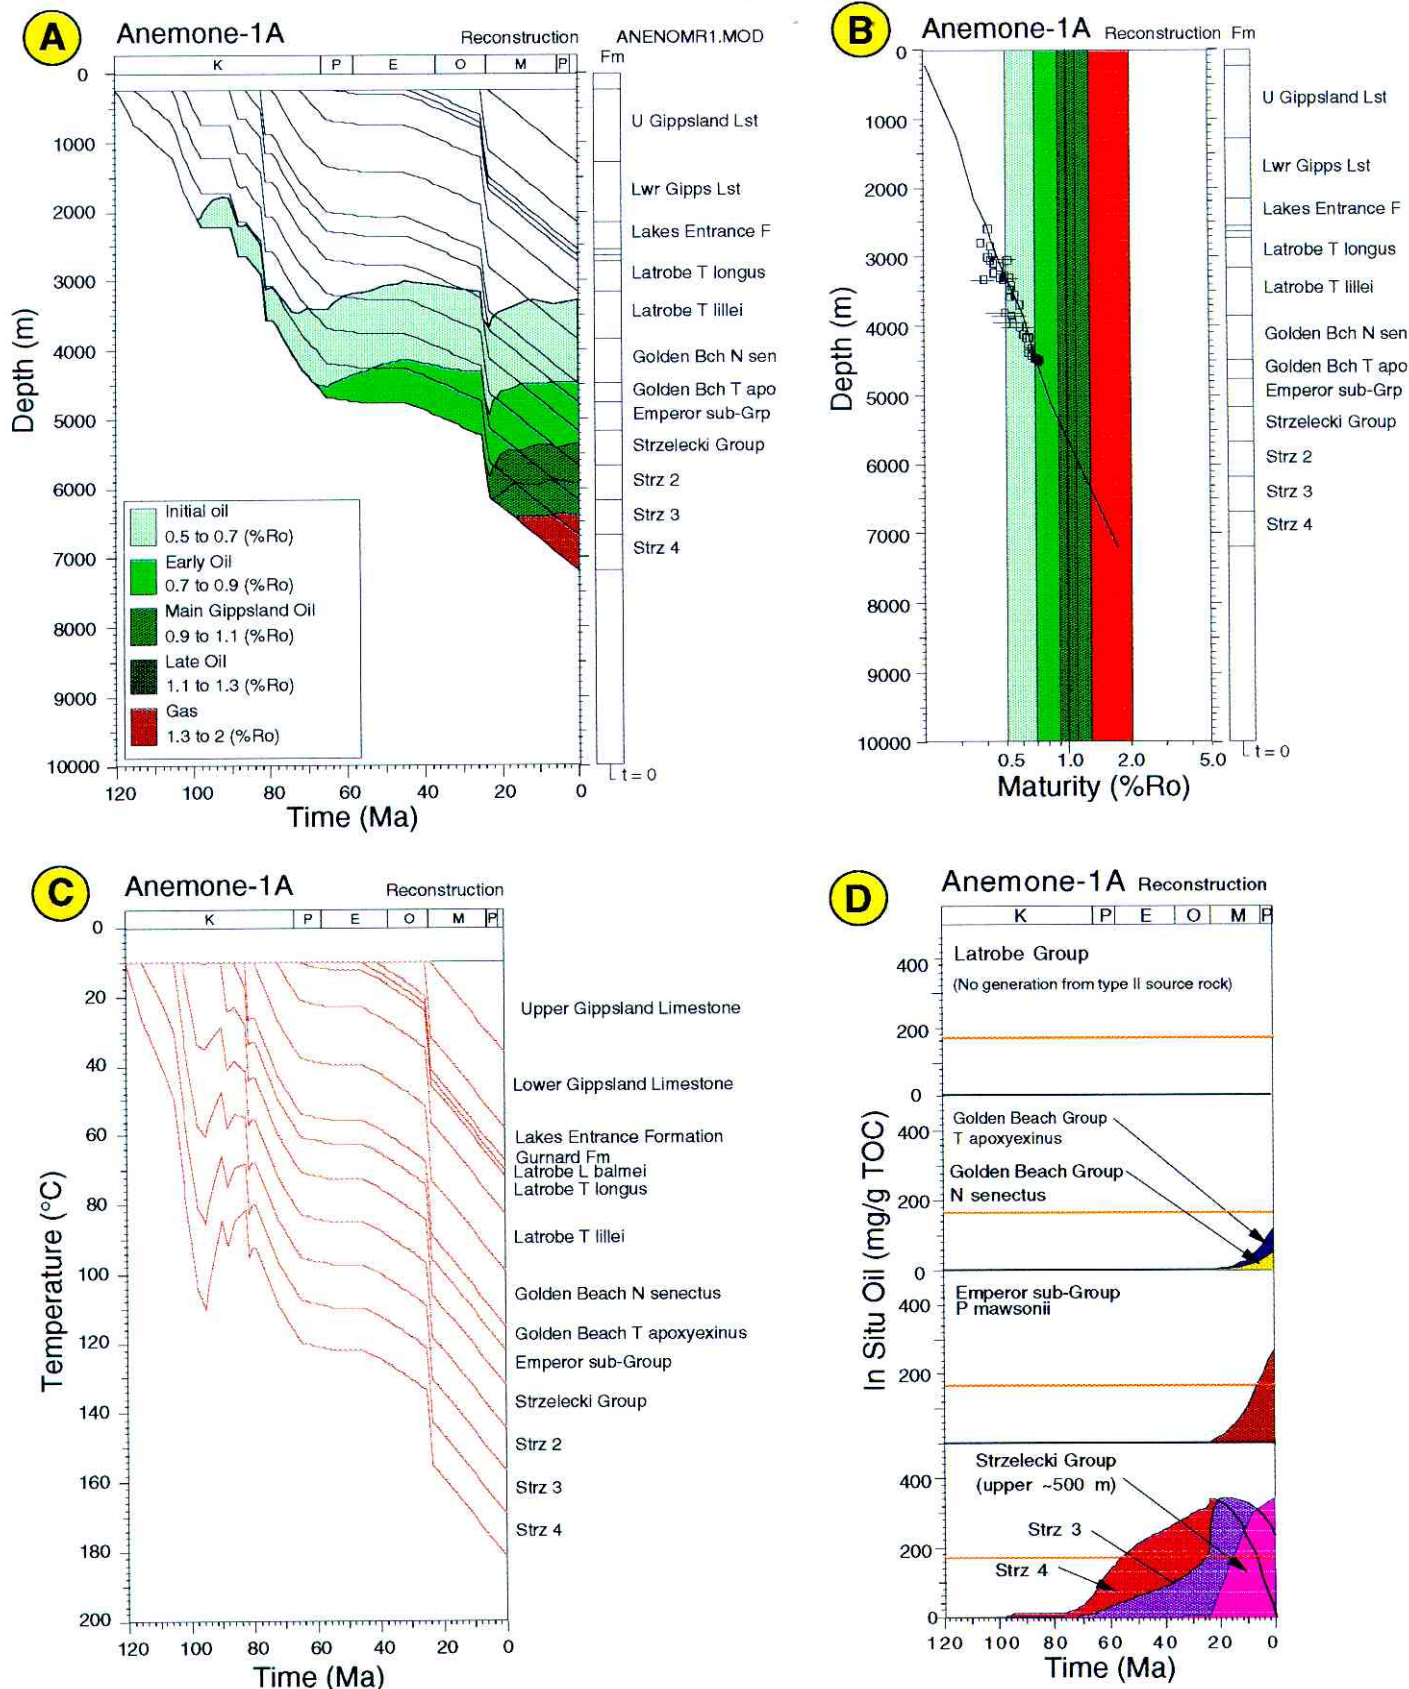 A
Anemone-1A
Reconstruction
ANENOMR1.MOD
Fm
K P E O M P
0
1000
2000
3000
4000
5000
6000
7000
8000
9000
10000
Depth (m)
U Gippsland Lst
Lwr Gipps Lst
Lakes Entrance F
Latrobe T longus
Latrobe T lillei
Golden Bch N sen
Golden Bch T apo
Emperor sub-Grp
Strzelecki Group
Strz 2
Strz 3
Strz 4
Initial oil
0.5 to 0.7 (%Ro)
Early Oil
0.7 to 0.9 (%Ro)
Main Gippsland Oil
0.9 to 1.1 (%Ro)
Late Oil
1.1 to 1.3 (%Ro)
Gas
1.3 to 2 (%Ro)
t = 0
120 100 80 60 40 20 0
Time (Ma)
B
Anemone-1A
Reconstruction
Fm
0
1000
2000
3000
4000
5000
6000
7000
8000
9000
10000
Depth (m)
U Gippsland Lst
Lwr Gipps Lst
Lakes Entrance F
Latrobe T longus
Latrobe T lillei
Golden Bch N sen
Golden Bch T apo
Emperor sub-Grp
Strzelecki Group
Strz 2
Strz 3
Strz 4
t = 0
0.5 1.0 2.0 5.0
Maturity (%Ro)
C
Anemone-1A
Reconstruction
K P E O M P
0
20
40
60
80
100
120
140
160
180
200
Temperature (°C)
Upper Gippsland Limestone
Lower Gippsland Limestone
Lakes Entrance Formation
Gurnard Fm
Latrobe L balmei
Latrobe T longus
Latrobe T lillei
Golden Beach N senectus
Golden Beach T apoxyexinus
Emperor sub-Group
Strzelecki Group
Strz 2
Strz 3
Strz 4
120 100 80 60 40 20 0
Time (Ma)
D
Anemone-1A
Reconstruction
K P E O M P
In Situ Oil (mg/g TOC)
Latrobe Group
400
(No generation from type II source rock)
200
0
Golden Beach Group
400
T apoxyexinus
Golden Beach Group
N senectus
200
0
Emperor sub-Group
P mawsonii
400
200
Strzelecki Group
(upper ~500 m)
400
Strz 3
200
Strz 4
0
120 100 80 60 40 20 0
Time (Ma)